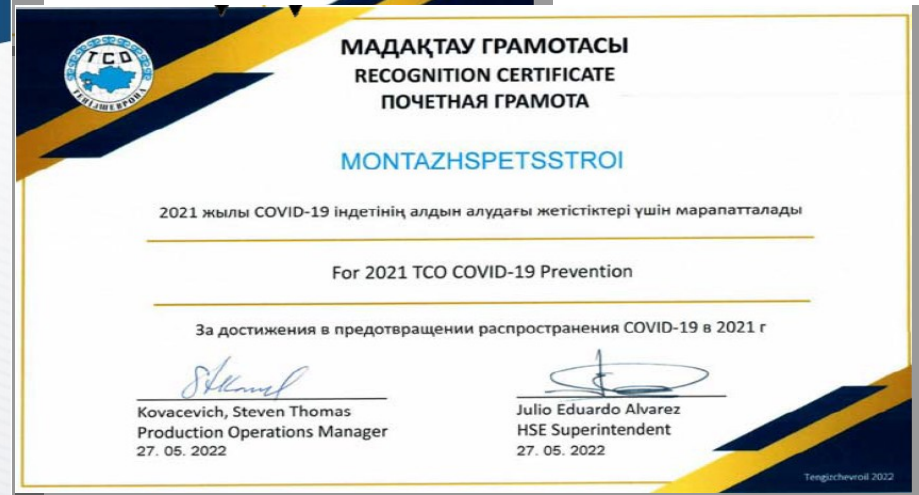 TCO
ТЕҢІЗШЕВРОЙЛ
МАДАҚТАУ ГРАМОТАСЫ
RECOGNITION CERTIFICATE
ПОЧЕТНАЯ ГРАМОТА
MONTAZHSPETSSTROI
2021 жылы COVID-19 індетінің алдын алудағы жетістіктері үшін марапатталады
For 2021 TCO COVID-19 Prevention
За достижения в предотвращении распространения COVID-19 в 2021 г
Kovacevich, Steven Thomas
Production Operations Manager
27. 05. 2022
Julio Eduardo Alvarez
HSE Superintendent
27. 05. 2022
Tengizchevroil 2022